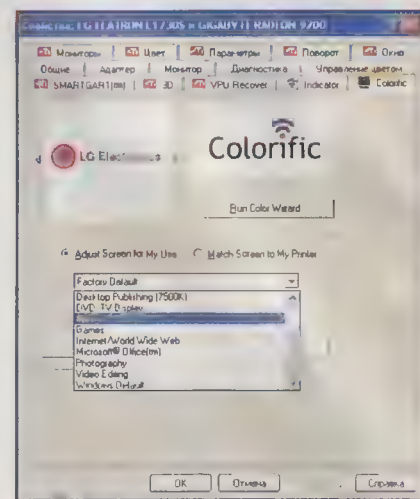 Свойства: LG FLATRON L1730S и GIGABYTE RADEON 9700
Мониторы Цвет Параметры Поворот Окно
Общие Адаптер Монитор Диагностика Управление цветом
SMARTGART(tm) 3D VPU Recover Indicator Colorific
LG Electronics
Colorific
Run Color Wizard
Adjust Screen for My Use Match Screen to My Printer
Factory Default
Desktop Publishing (7500K)
DVD, TV Display
Games
Internet/World Wide Web
Microsoft® Office(tm)
Photography
Video Editing
Windows Default
OK Отмена Справка